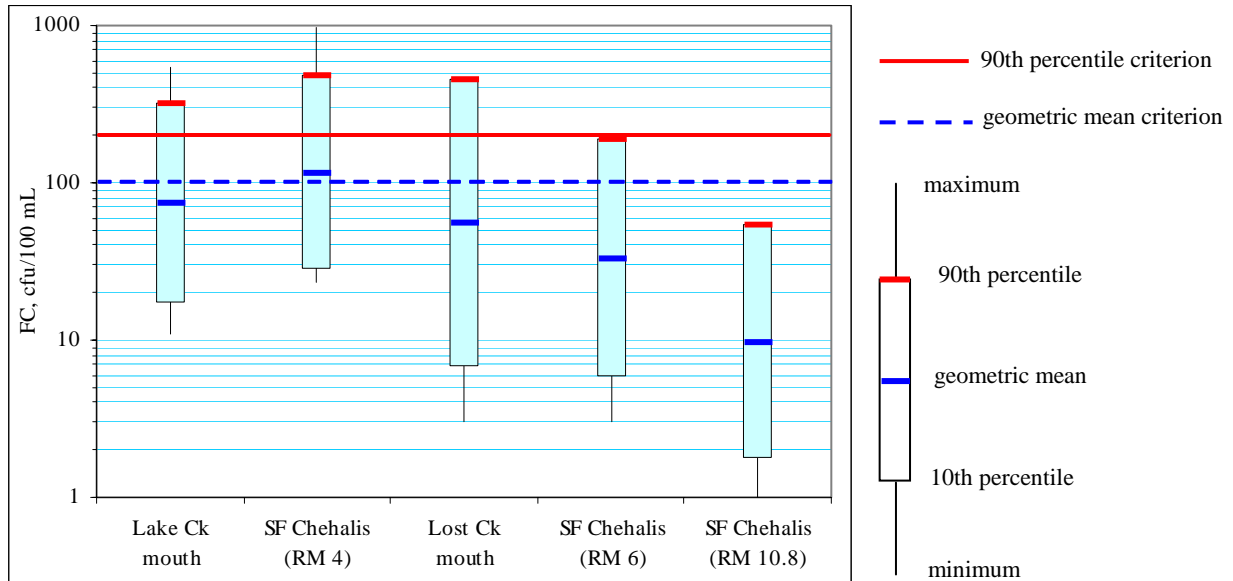 1000
100
10
1
FC, cfu/100 mL
Lake Ck
mouth
SF Chehalis
(RM 4)
Lost Ck
mouth
SF Chehalis
(RM 6)
SF Chehalis
(RM 10.8)
90th percentile criterion
geometric mean criterion
maximum
90th percentile
geometric mean
10th percentile
minimum